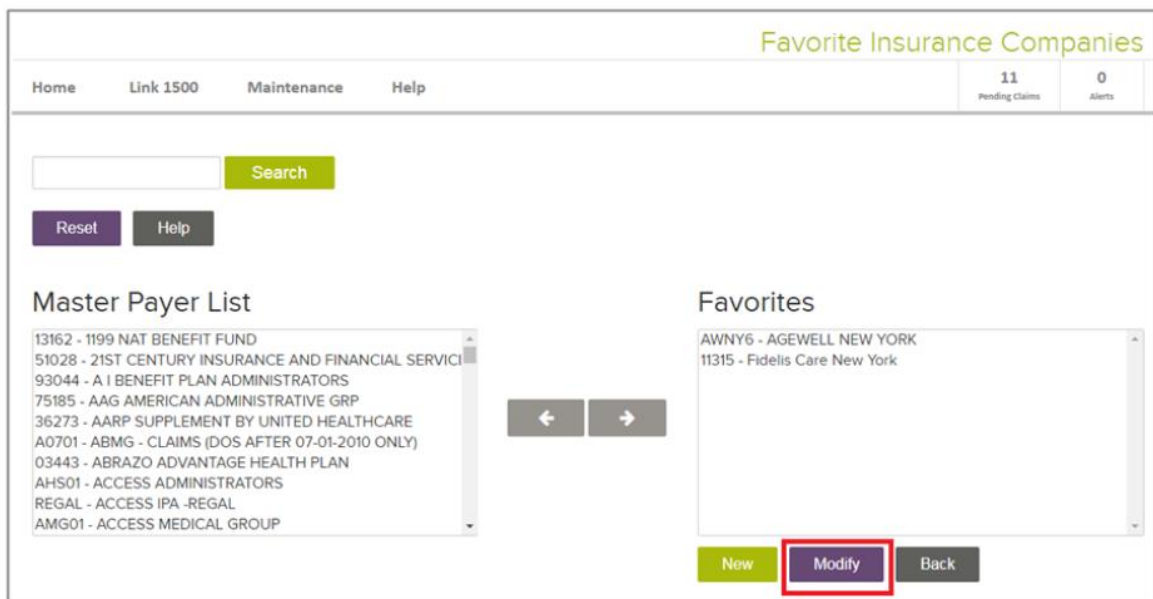 Favorite Insurance Companies
Home Link 1500 Maintenance Help 11 0
Pending Claims Alerts
Search
Reset Help
Master Payer List
13162 - 1199 NAT BENEFIT FUND
51028 - 21ST CENTURY INSURANCE AND FINANCIAL SERVICI
93044 - A I BENEFIT PLAN ADMINISTRATORS
75185 - AAG AMERICAN ADMINISTRATIVE GRP
36273 - AARP SUPPLEMENT BY UNITED HEALTHCARE
A0701 - ABMG - CLAIMS (DOS AFTER 07-01-2010 ONLY)
03443 - ABRAZO ADVANTAGE HEALTH PLAN
AHS01 - ACCESS ADMINISTRATORS
REGAL - ACCESS IPA -REGAL
AMG01 - ACCESS MEDICAL GROUP
Favorites
AWNY6 - AGEWELL NEW YORK
11315 - Fidelis Care New York
New Modify Back